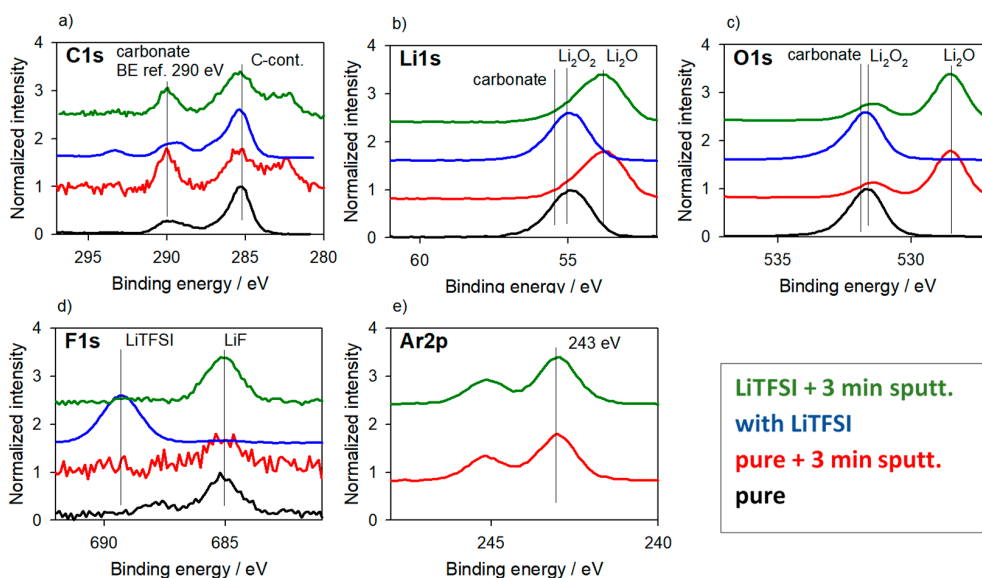 a)
C1s
carbonate
BE ref. 290 eV
C-cont.
Normalized intensity
4
3
2
1
0
295
290
285
280
Binding energy / eV
b)
Li1s
carbonate
Li₂O₂
Li₂O
Normalized intensity
4
3
2
1
0
60
55
Binding energy / eV
c)
O1s
carbonate
Li₂O₂
Li₂O
Normalized intensity
4
3
2
1
0
535
530
Binding energy / eV
d)
F1s
LiTFSI
LiF
Normalized intensity
4
3
2
1
0
690
685
Binding energy / eV
e)
Ar2p
243 eV
Normalized intensity
4
3
2
1
0
245
240
Binding energy / eV
LiTFSI + 3 min sputt.
with LiTFSI
pure + 3 min sputt.
pure